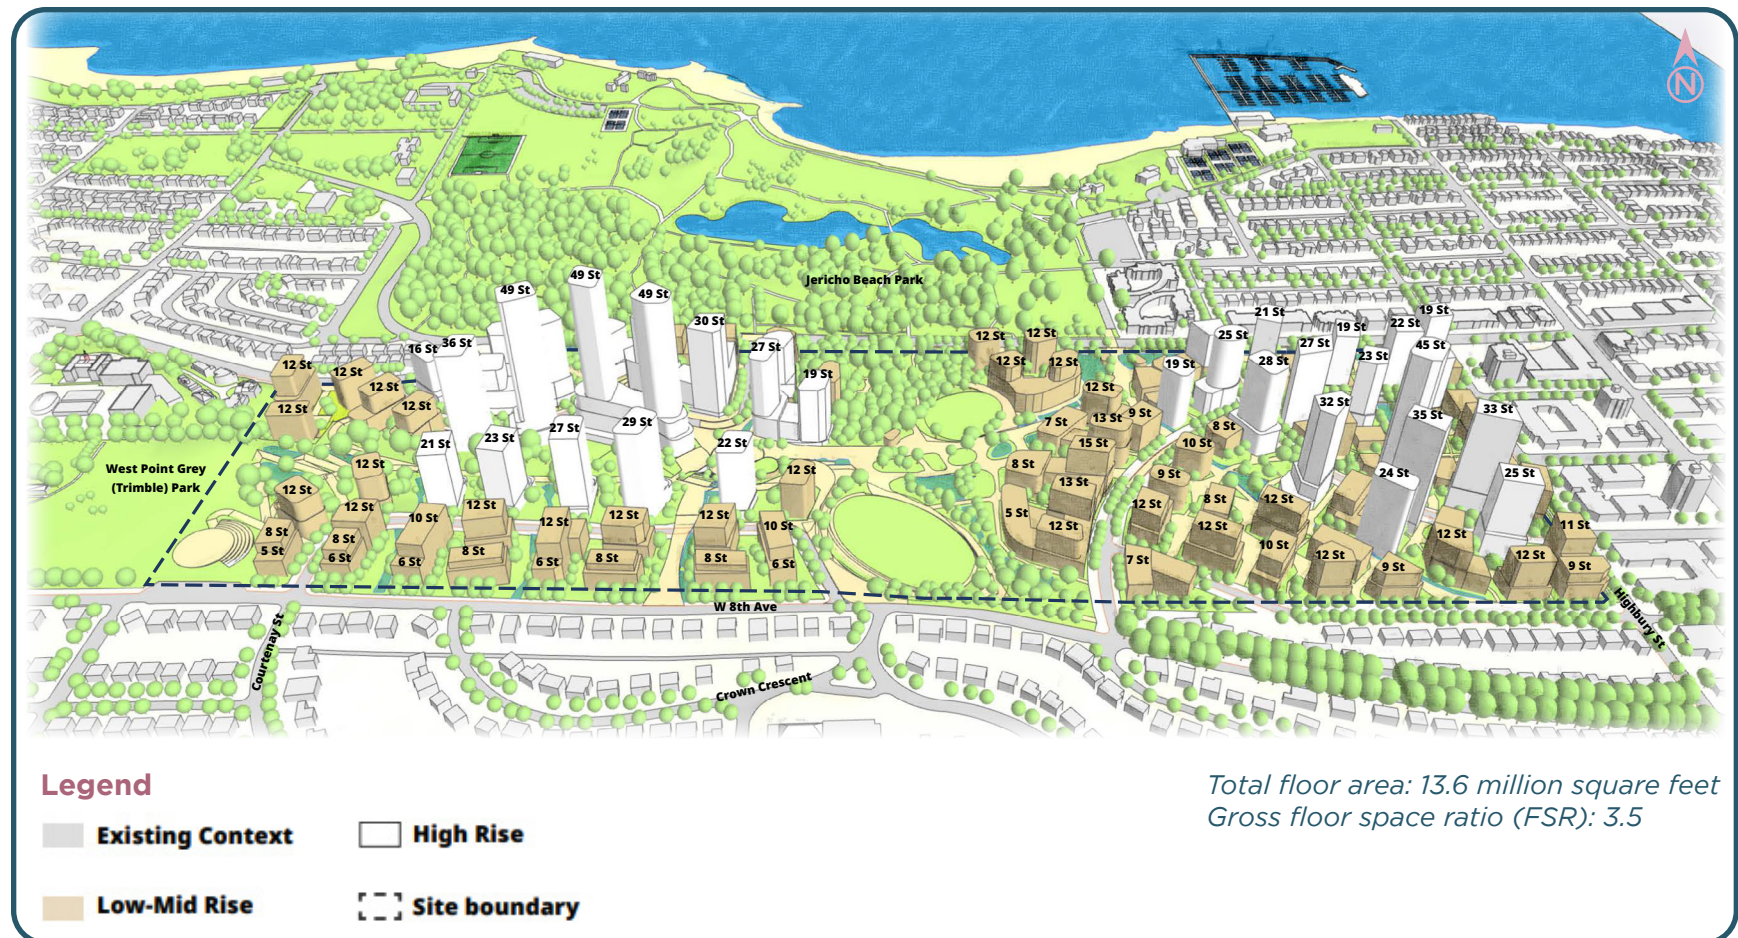 N
21 St
19 St
49 St
49 St
49 St
30 St
22 St
19 St
25 St
27 St
45 St
23 St
Jericho Beach Park
16 St
36 St
27 St
12 St
12 St
12 St
12 St
19 St
28 St
12 St
12 St
12 St
19 St
12 St
12 St
12 St
32 St
35 St
33 St
21 St
23 St
27 St
29 St
22 St
7 St
13 St
9 St
8 St
15 St
10 St
West Point Grey
(Trimble) Park
12 St
12 St
8 St
13 St
9 St
24 St
25 St
12 St
12 St
10 St
12 St
12 St
12 St
12 St
10 St
5 St
12 St
12 St
8 St
12 St
12 St
12 St
11 St
8 St
5 St
8 St
6 St
6 St
8 St
6 St
8 St
8 St
6 St
7 St
10 St
12 St
9 St
12 St
9 St
W 8th Ave
Courtenay St
Crown Crescent
Highbury St
Legend
Existing Context
High Rise
Low-Mid Rise
Site boundary
Total floor area: 13.6 million square feet
Gross floor space ratio (FSR): 3.5